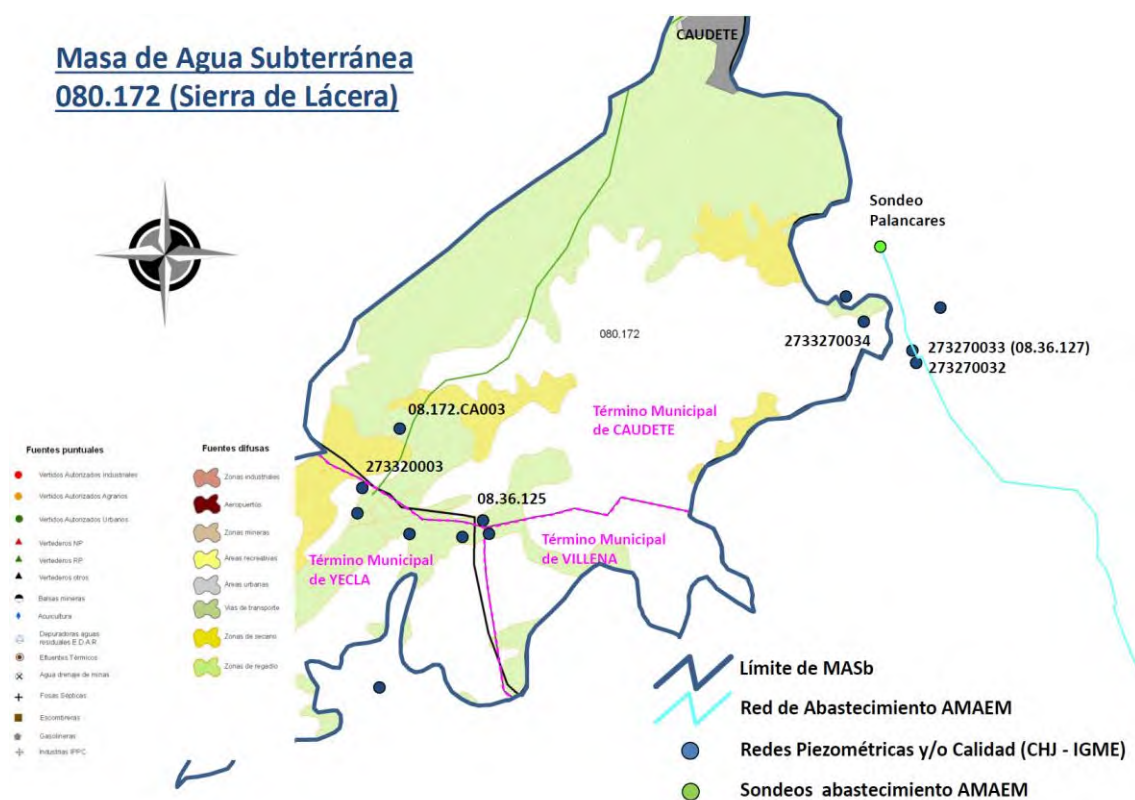 Masa de Agua Subterránea
080.172 (Sierra de Lácera)
CAUDETE
Sondeo
Palancares
080.172
2733270034
273270033 (08.36.127)
273270032
08.172.CA003
Término Municipal
de CAUDETE
273320003
08.36.125
Término Municipal
de YECLA
Término Municipal
de VILLENA
Fuentes puntuales
Vertidos Autorizados Industriales
Vertidos Autorizados Agrarios
Vertidos Autorizados Urbanos
Vertederos NP
Vertederos RP
Vertederos otros
Balsas mineras
Acuicultura
Depuradoras aguas
residuales E.D.A.R.
Efluentes Térmicos
Agua drenaje de minas
Fosas Sépticas
Escombreras
Gasolineras
Industrias IPPC
Fuentes difusas
Zonas industriales
Aeropuertos
Zonas mineras
Áreas recreativas
Áreas urbanas
Vías de transporte
Zonas de secano
Zonas de regadío
Límite de MASb
Red de Abastecimiento AMAEM
Redes Piezométricas y/o Calidad (CHJ - IGME)
Sondeos abastecimiento AMAEM